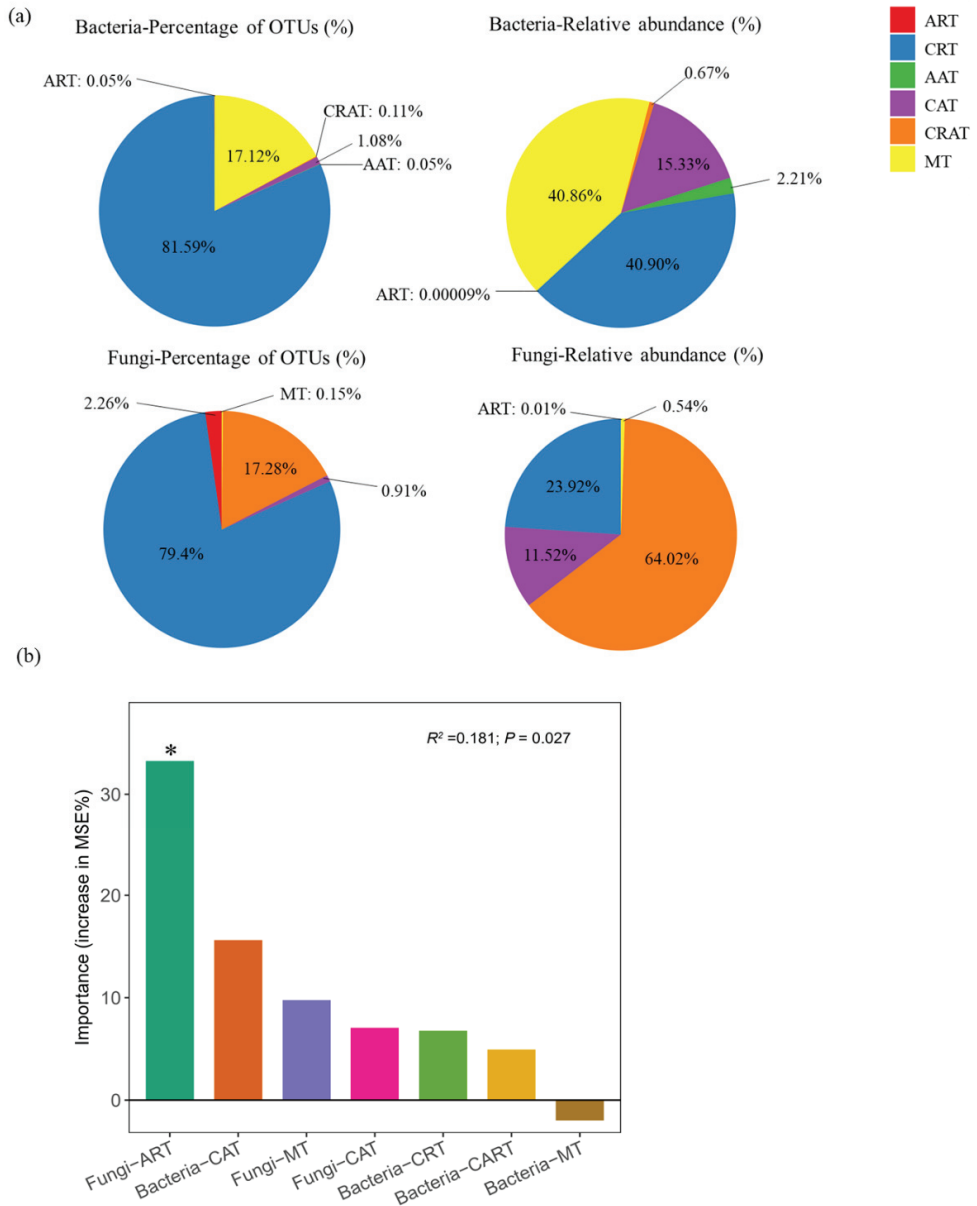 (a)
Bacteria-Percentage of OTUs (%)
ART: 0.05%
CRAT: 0.11%
1.08%
AAT: 0.05%
17.12%
81.59%
Bacteria-Relative abundance (%)
0.67%
15.33%
2.21%
40.86%
40.90%
ART: 0.00009%
ART
CRT
AAT
CAT
CRAT
MT
Fungi-Percentage of OTUs (%)
MT: 0.15%
2.26%
17.28%
0.91%
79.4%
Fungi-Relative abundance (%)
ART: 0.01%
0.54%
23.92%
11.52%
64.02%
(b)
Importance (increase in MSE%)
30
20
10
0
*
R² =0.181; P = 0.027
Fungi−ART
Bacteria−CAT
Fungi−MT
Fungi−CAT
Bacteria−CRT
Bacteria−CART
Bacteria−MT